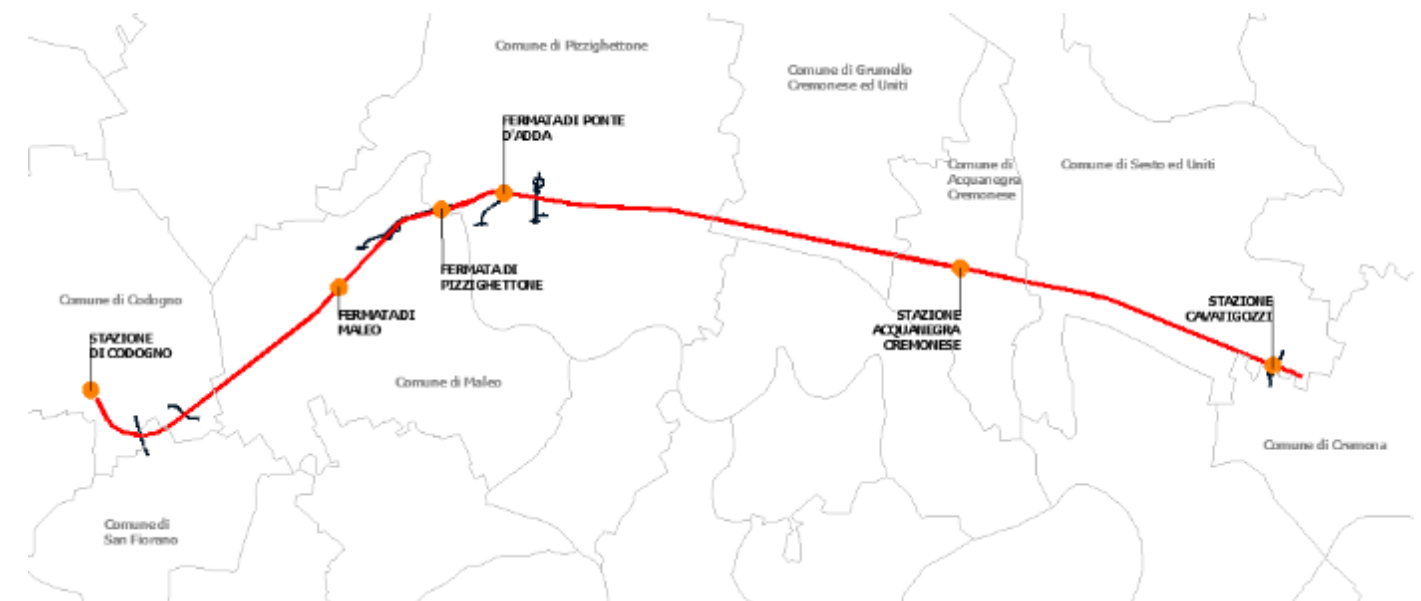 Comune di Pizzighettone
Comune di Grumello
Cremonese ed Uniti
FERMATA DI PONTE
D'ADDA
Comune di
Acquanegra
Cremonese
Comune di Sesto ed Uniti
FERMATA DI
PIZZIGHETTONE
Comune di Codogno
STAZIONE
CAVATIGOZZI
FERMATA DI
MALEO
STAZIONE
ACQUANEGRA
CREMONESE
STAZIONE
DI CODOGNO
Comune di Maleo
Comune di Cremona
Comune di
San Fiorano